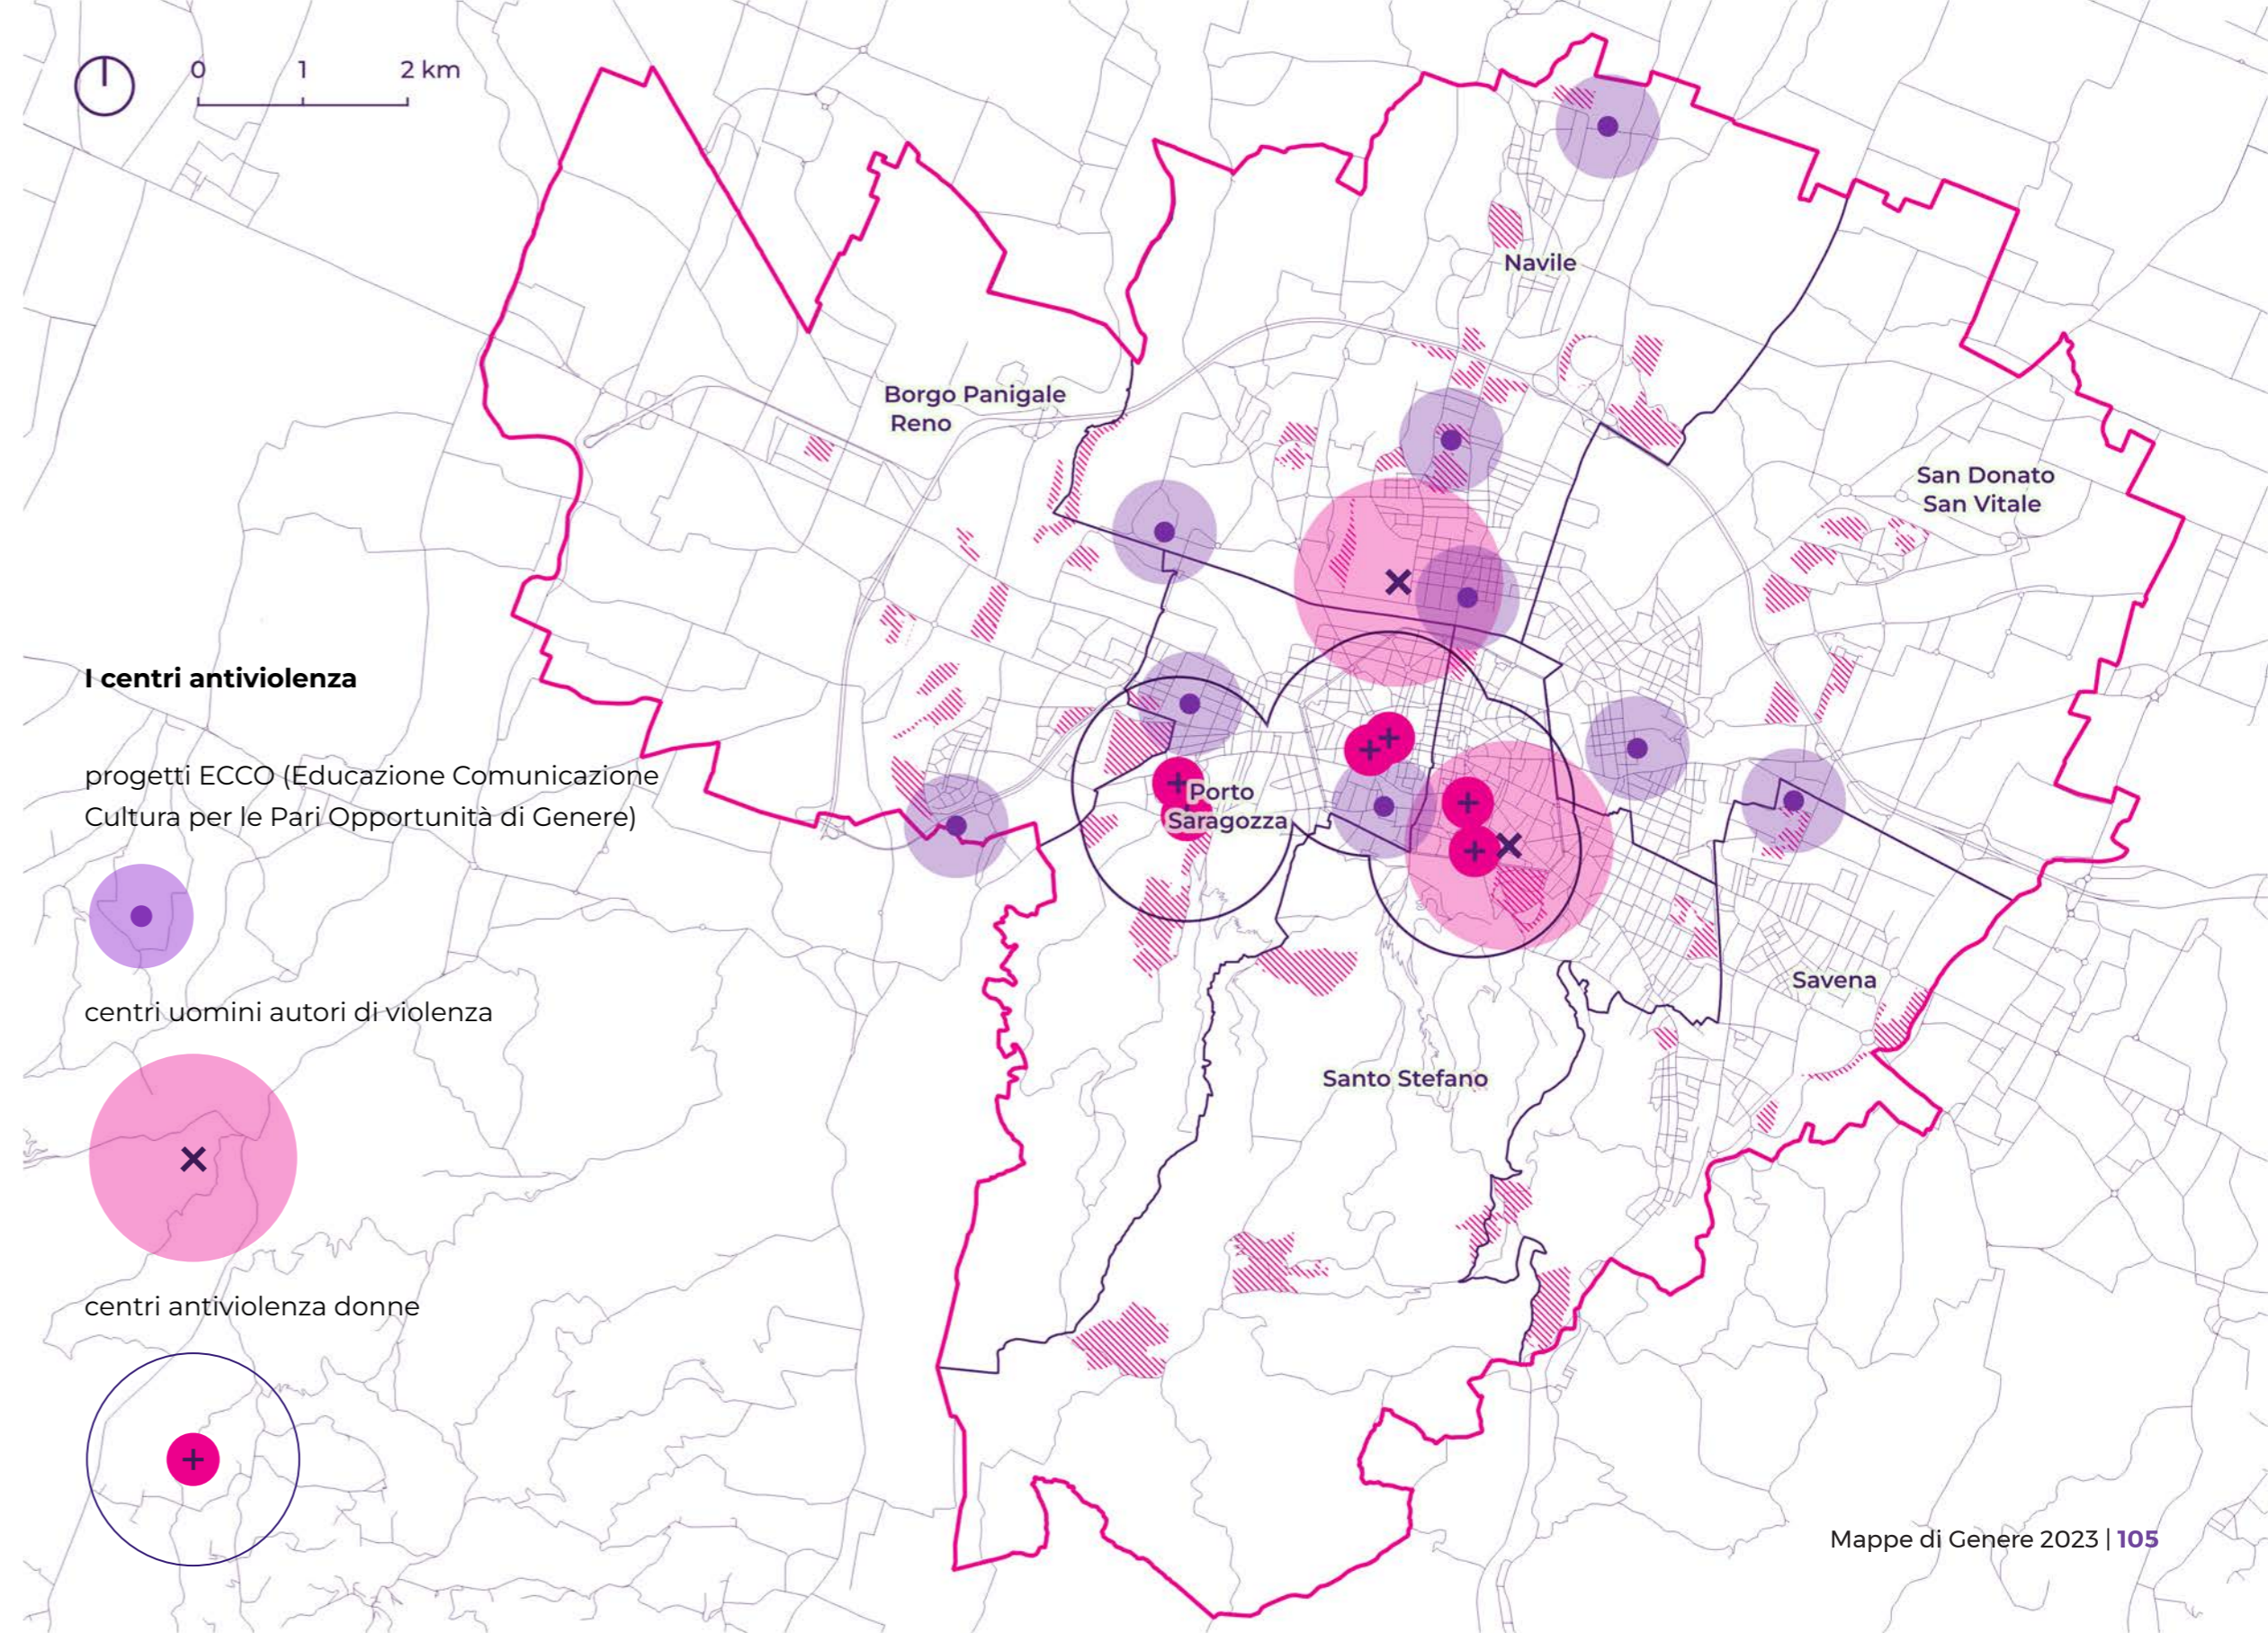 0 1 2 km
Navile
Borgo Panigale
Reno
San Donato
San Vitale
I centri antiviolenza
progetti ECCO (Educazione Comunicazione
Cultura per le Pari Opportunità di Genere)
Porto
Saragozza
centri uomini autori di violenza
Savena
Santo Stefano
centri antiviolenza donne
Mappe di Genere 2023 | 105